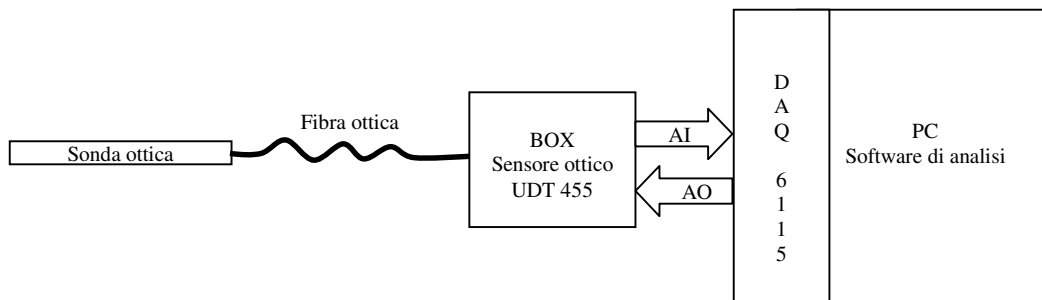 Sonda ottica
Fibra ottica
BOX
Sensore ottico
UDT 455
AI
AO
D
A
Q
6
1
1
5
PC
Software di analisi